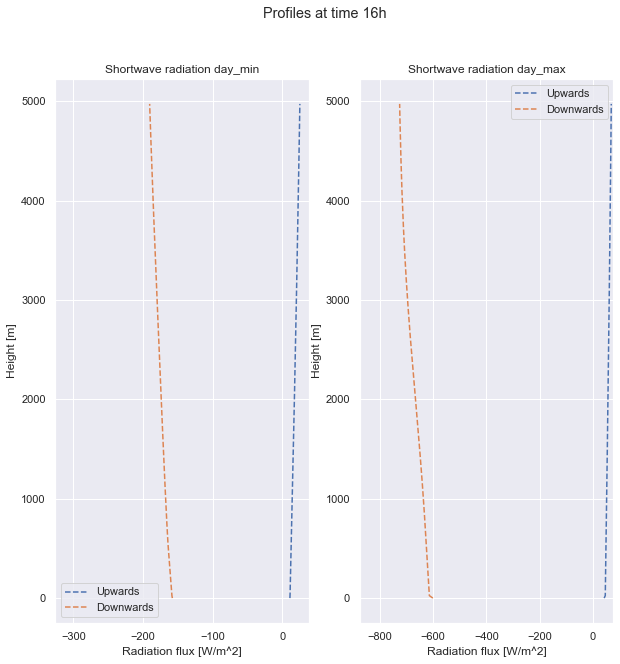 Profiles at time 16h
Shortwave radiation day_min
Height [m]
5000
4000
3000
2000
1000
0
Upwards
Downwards
−300
−200
−100
0
Radiation flux [W/m^2]
Shortwave radiation day_max
Height [m]
5000
4000
3000
2000
1000
0
Upwards
Downwards
−800
−600
−400
−200
0
Radiation flux [W/m^2]